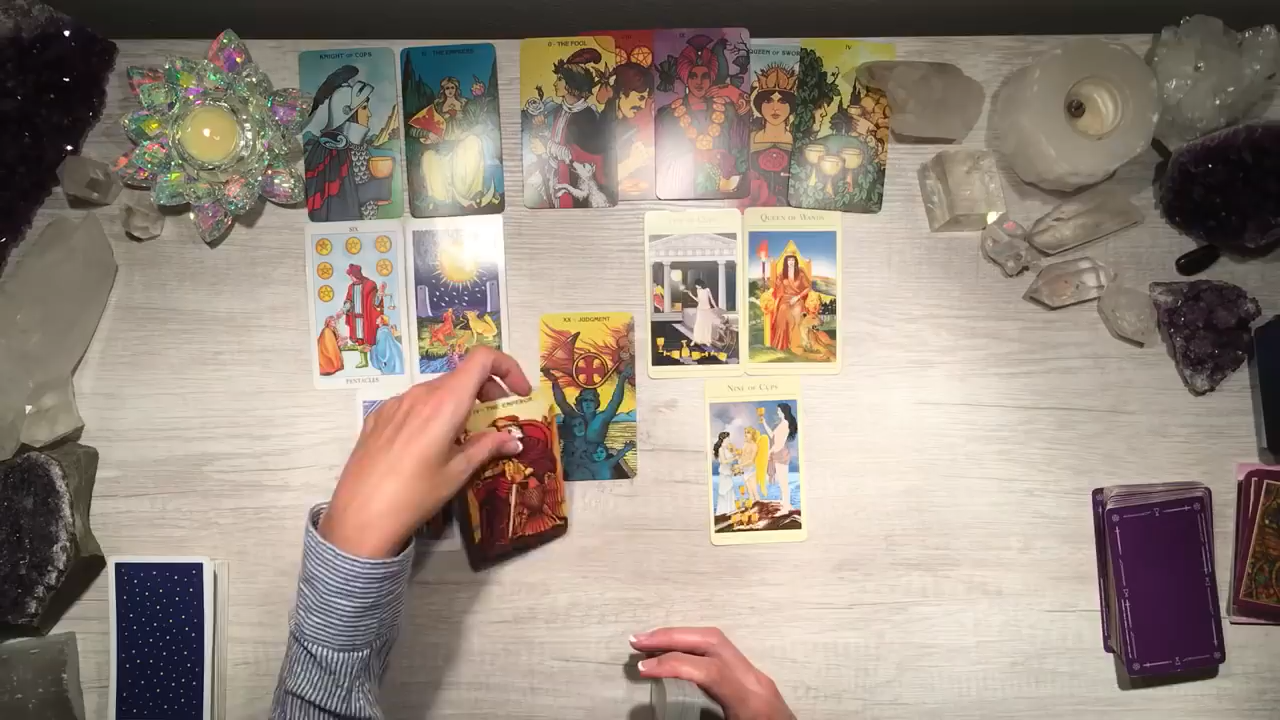 KNIGHT OF CUPS
III - THE EMPRESS
0 - THE FOOL
III
QUEEN OF SWORDS
IV
SIX
PENTACLES
QUEEN OF WANDS
XX - JUDGMENT
NINE OF CUPS
IV - THE EMPEROR